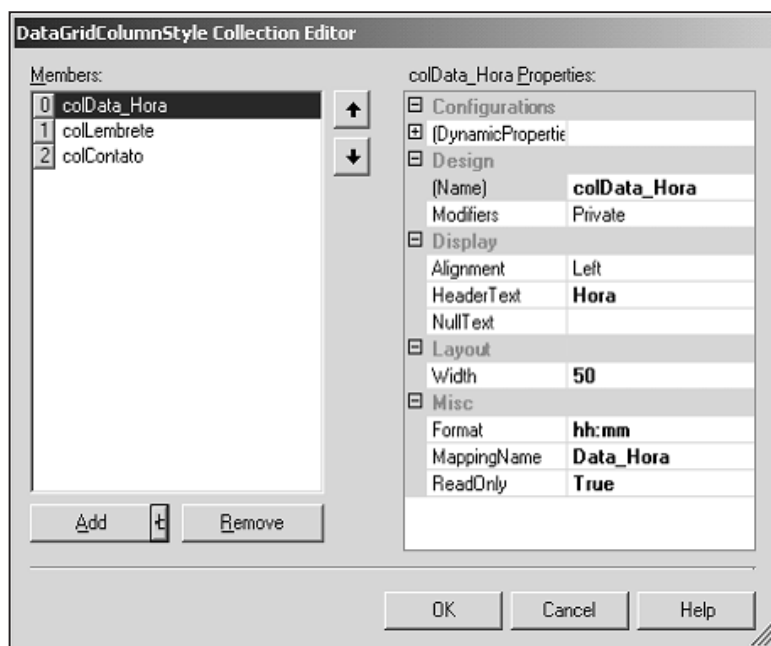 DataGridColumnStyle Collection Editor
Members:
0 colData_Hora
1 colLembrete
2 colContato
Add
Remove
colData_Hora Properties:
Configurations
(DynamicPropertie
Design
(Name) colData_Hora
Modifiers Private
Display
Alignment Left
HeaderText Hora
NullText
Layout
Width 50
Misc
Format hh:mm
MappingName Data_Hora
ReadOnly True
OK
Cancel
Help